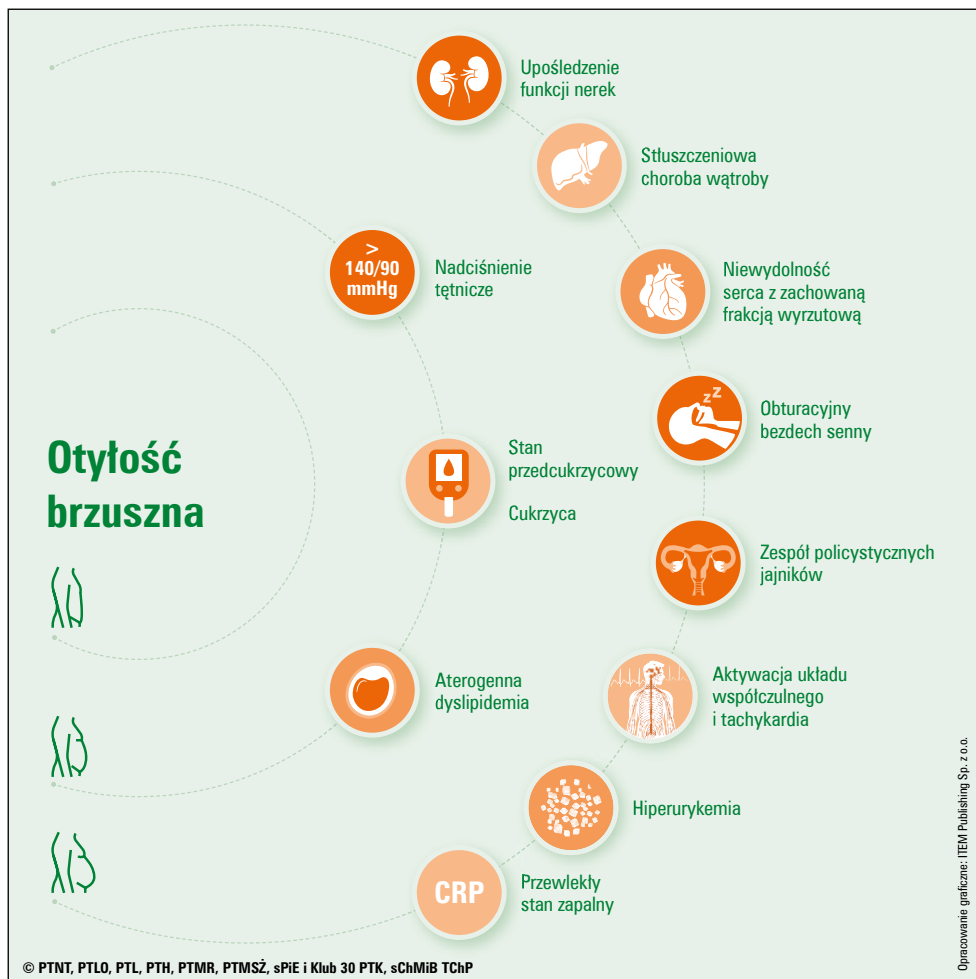 Upośledzenie
funkcji nerek
Stłuszczeniowa
choroba wątroby
>
140/90
mmHg
Nadciśnienie
tętnicze
Niewydolność
serca z zachowaną
frakcją wyrzutową
zz
Obturacyjny
bezdech senny
Otyłość
brzuszna
Stan
przedcukrzycowy
Cukrzyca
Zespół policystycznych
jajników
Aterogenna
dyslipidemia
Aktywacja układu
współczulnego
i tachykardia
Hiperurykemia
CRP
Przewlekły
stan zapalny
© PTNT, PTLO, PTL, PTH, PTMR, PTMSŻ, sPiE i Klub 30 PTK, sChMiB TChP
Opracowanie graficzne: ITEM Publishing Sp. z o.o.